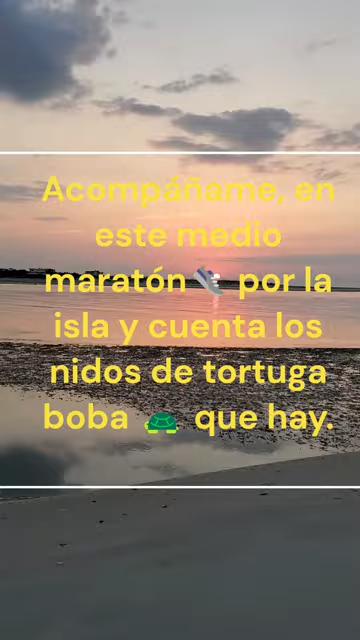 Acompáñame, en
este medio
maratón👟 por la
isla y cuenta los
nidos de tortuga
boba 🐢 que hay.